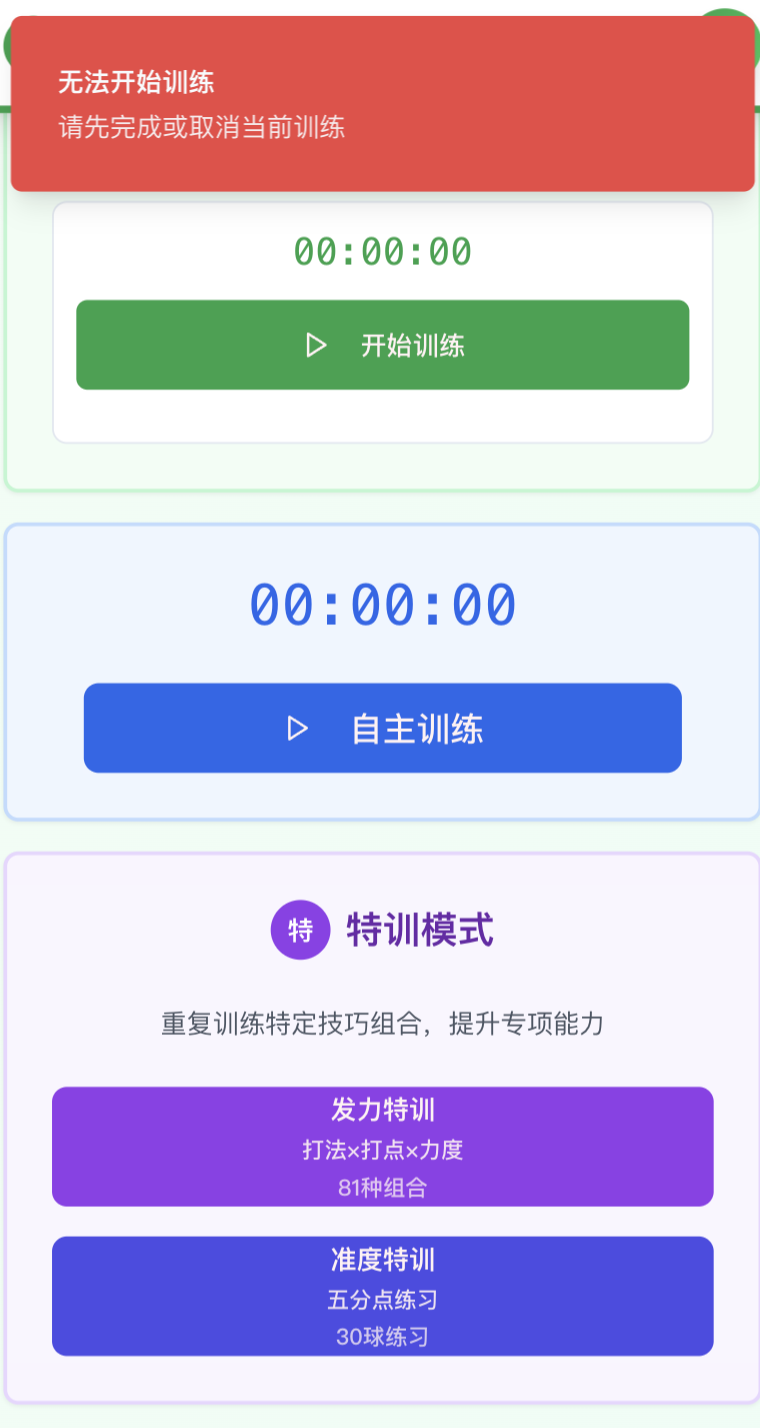 无法开始训练
请先完成或取消当前训练
00:00:00
开始训练
00:00:00
自主训练
特 特训模式
重复训练特定技巧组合，提升专项能力
发力特训
打法×打点×力度
81种组合
准度特训
五分点练习
30球练习